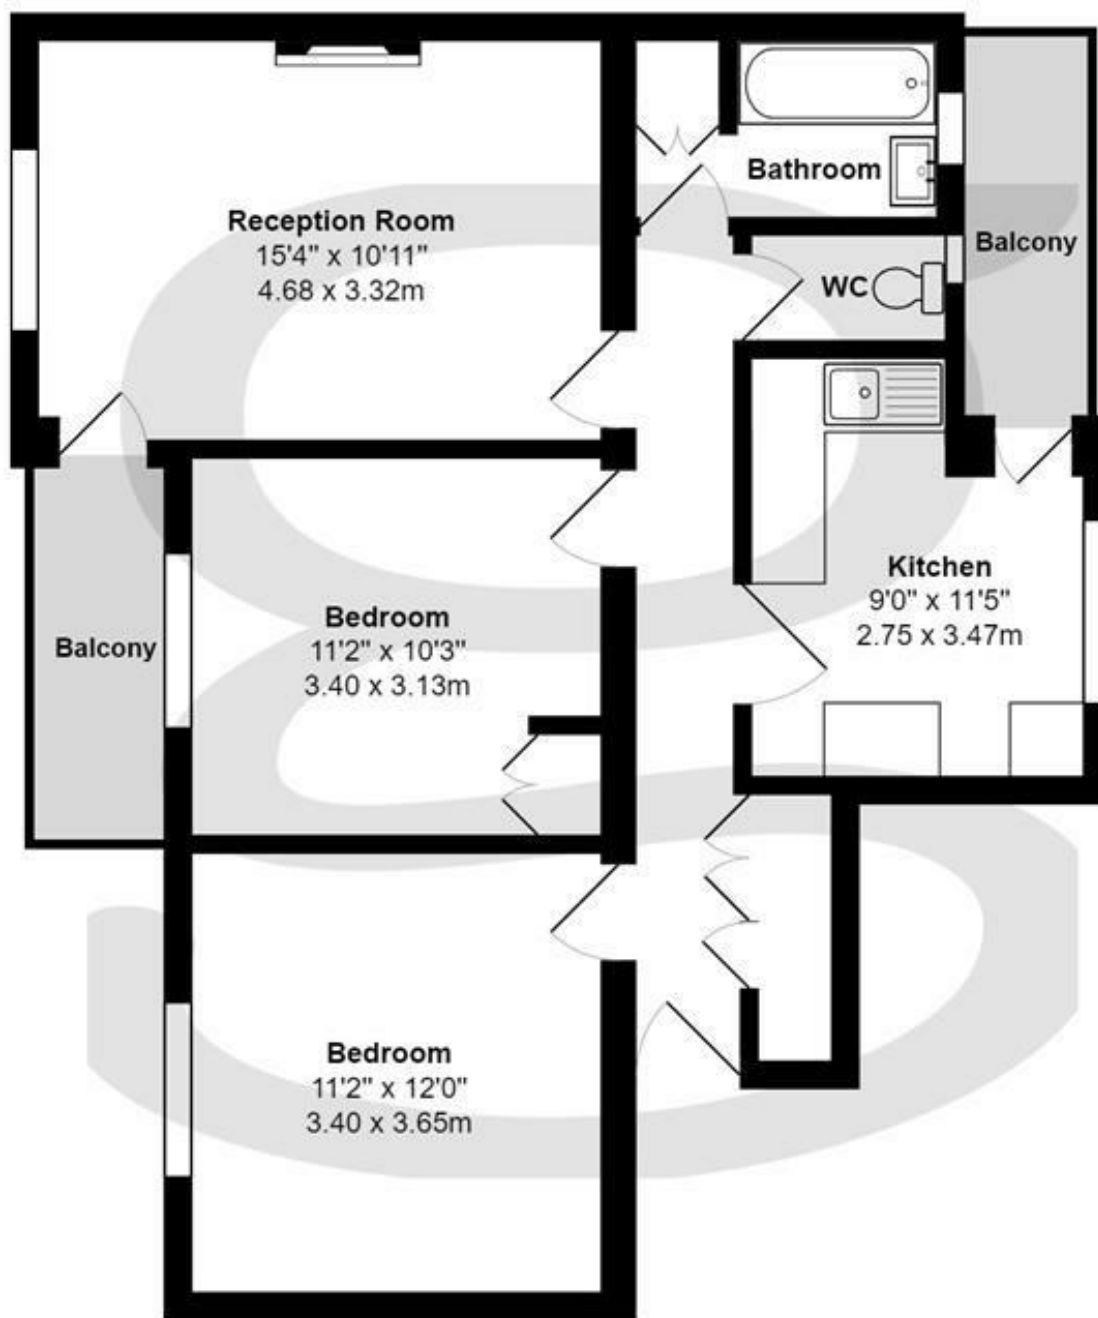 Reception Room
15'4" x 10'11"
4.68 x 3.32m
Bathroom
WC
Balcony
Kitchen
9'0" x 11'5"
2.75 x 3.47m
Balcony
Bedroom
11'2" x 10'3"
3.40 x 3.13m
Bedroom
11'2" x 12'0"
3.40 x 3.65m